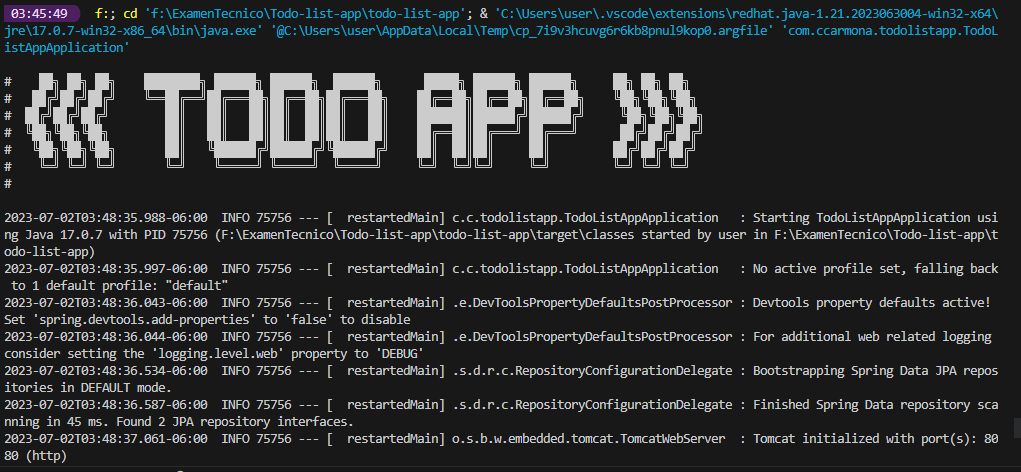 03:45:49 f:; cd 'f:\ExamenTecnico\Todo-list-app\todo-list-app'; & 'C:\Users\user\.vscode\extensions\redhat.java-1.21.2023063004-win32-x64\
jre\17.0.7-win32-x86_64\bin\java.exe' '@C:\Users\user\AppData\Local\Temp\cp_7i9v3hcuvg6r6kb8pnul9kop0.argfile' 'com.ccarmona.todolistapp.TodoL
istAppApplication'
# 
# 
# 
# <<< TODO APP >>>
# 
# 
#
2023-07-02T03:48:35.988-06:00  INFO 75756 --- [  restartedMain] c.c.todolistapp.TodoListAppApplication   : Starting TodoListAppApplication usi
ng Java 17.0.7 with PID 75756 (F:\ExamenTecnico\Todo-list-app\todo-list-app\target\classes started by user in F:\ExamenTecnico\Todo-list-app\t
odo-list-app)
2023-07-02T03:48:35.997-06:00  INFO 75756 --- [  restartedMain] c.c.todolistapp.TodoListAppApplication   : No active profile set, falling back
 to 1 default profile: "default"
2023-07-02T03:48:36.043-06:00  INFO 75756 --- [  restartedMain] .e.DevToolsPropertyDefaultsPostProcessor : Devtools property defaults active!
Set 'spring.devtools.add-properties' to 'false' to disable
2023-07-02T03:48:36.044-06:00  INFO 75756 --- [  restartedMain] .e.DevToolsPropertyDefaultsPostProcessor : For additional web related logging
consider setting the 'logging.level.web' property to 'DEBUG'
2023-07-02T03:48:36.534-06:00  INFO 75756 --- [  restartedMain] .s.d.r.c.RepositoryConfigurationDelegate : Bootstrapping Spring Data JPA repos
itories in DEFAULT mode.
2023-07-02T03:48:36.587-06:00  INFO 75756 --- [  restartedMain] .s.d.r.c.RepositoryConfigurationDelegate : Finished Spring Data repository sca
nning in 45 ms. Found 2 JPA repository interfaces.
2023-07-02T03:48:37.061-06:00  INFO 75756 --- [  restartedMain] o.s.b.w.embedded.tomcat.TomcatWebServer  : Tomcat initialized with port(s): 80
80 (http)